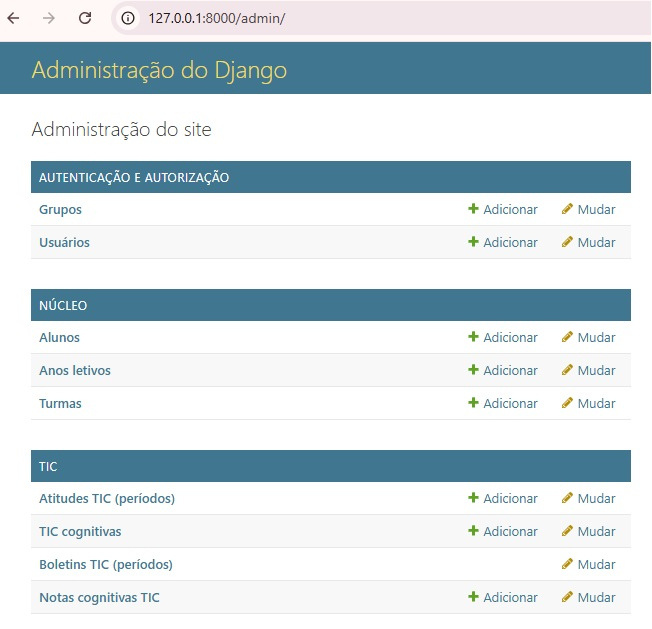 127.0.0.1:8000/admin/
Administração do Django
Administração do site
AUTENTICAÇÃO E AUTORIZAÇÃO
Grupos Adicionar Mudar
Usuários Adicionar Mudar
NÚCLEO
Alunos Adicionar Mudar
Anos letivos Adicionar Mudar
Turmas Adicionar Mudar
TIC
Atitudes TIC (períodos) Adicionar Mudar
TIC cognitivas Adicionar Mudar
Boletins TIC (períodos) Mudar
Notas cognitivas TIC Adicionar Mudar